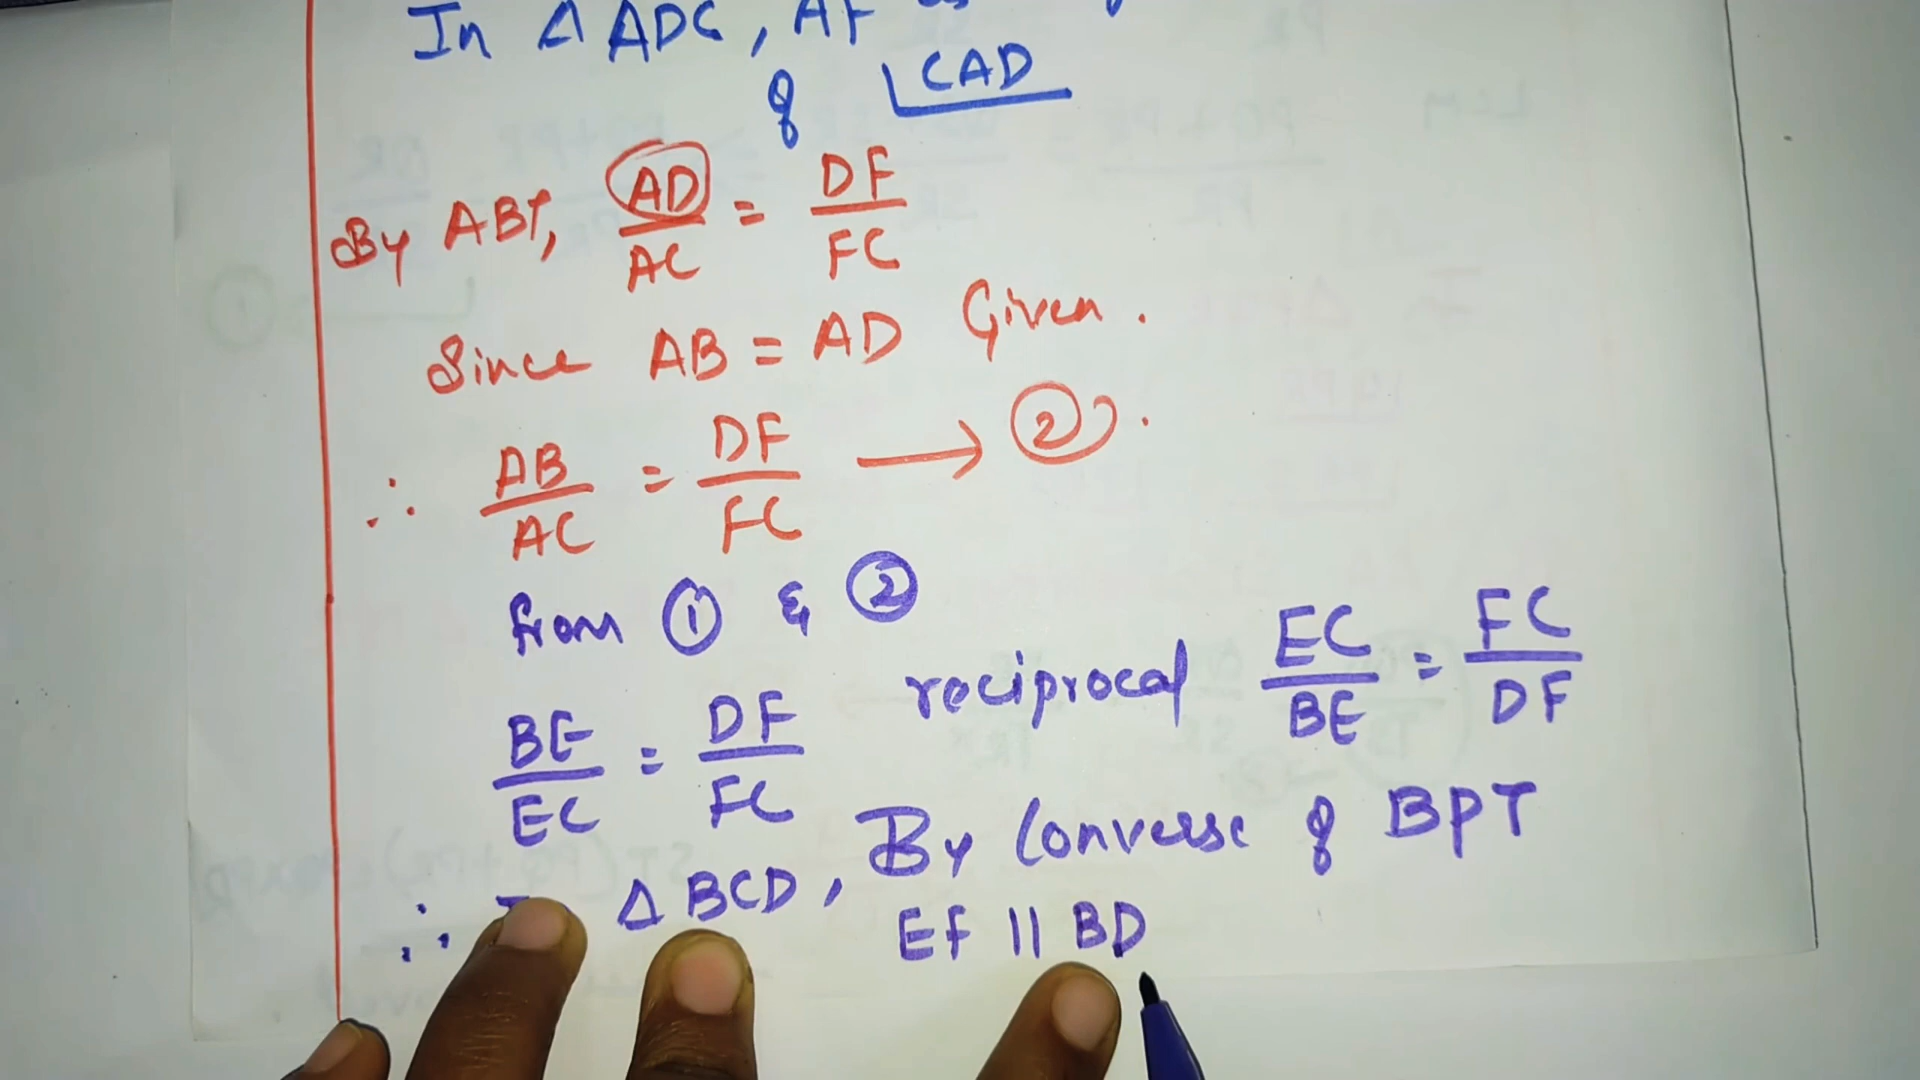 In Δ ADC, AF
of ∠CAD
By ABT, AD/AC = DF/FC
Since AB = AD Given.
∴ AB/AC = DF/FC → ②.
from ① & ②
BE/EC = DF/FC reciprocal EC/BE = FC/DF
∴ Δ BCD, By Converse of BPT
EF || BD